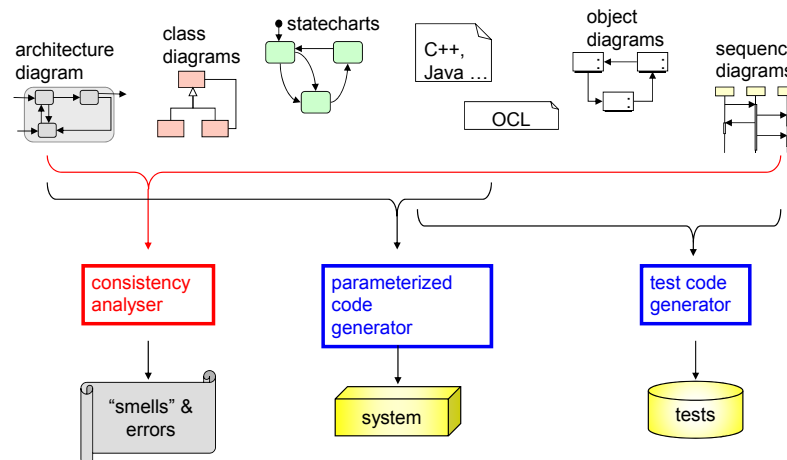 architecture
diagram
class
diagrams
statecharts
C++,
Java ...
OCL
object
diagrams
sequenc
diagrams
consistency
analyser
parameterized
code
generator
test code
generator
“smells” &
errors
system
tests